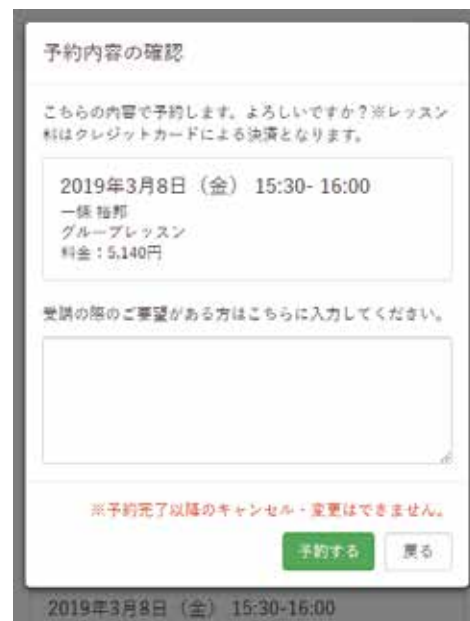 予約内容の確認
こちらの内容で予約します。よろしいですか？※レッスン
料はクレジットカードによる決済となります。
2019年3月8日（金） 15:30- 16:00
一條 裕邦
グループレッスン
料金：5,140円
受講の際のご要望がある方はこちらに入力してください。
※予約完了以降のキャンセル・変更はできません。
予約する
戻る
2019年3月8日（金） 15:30-16:00